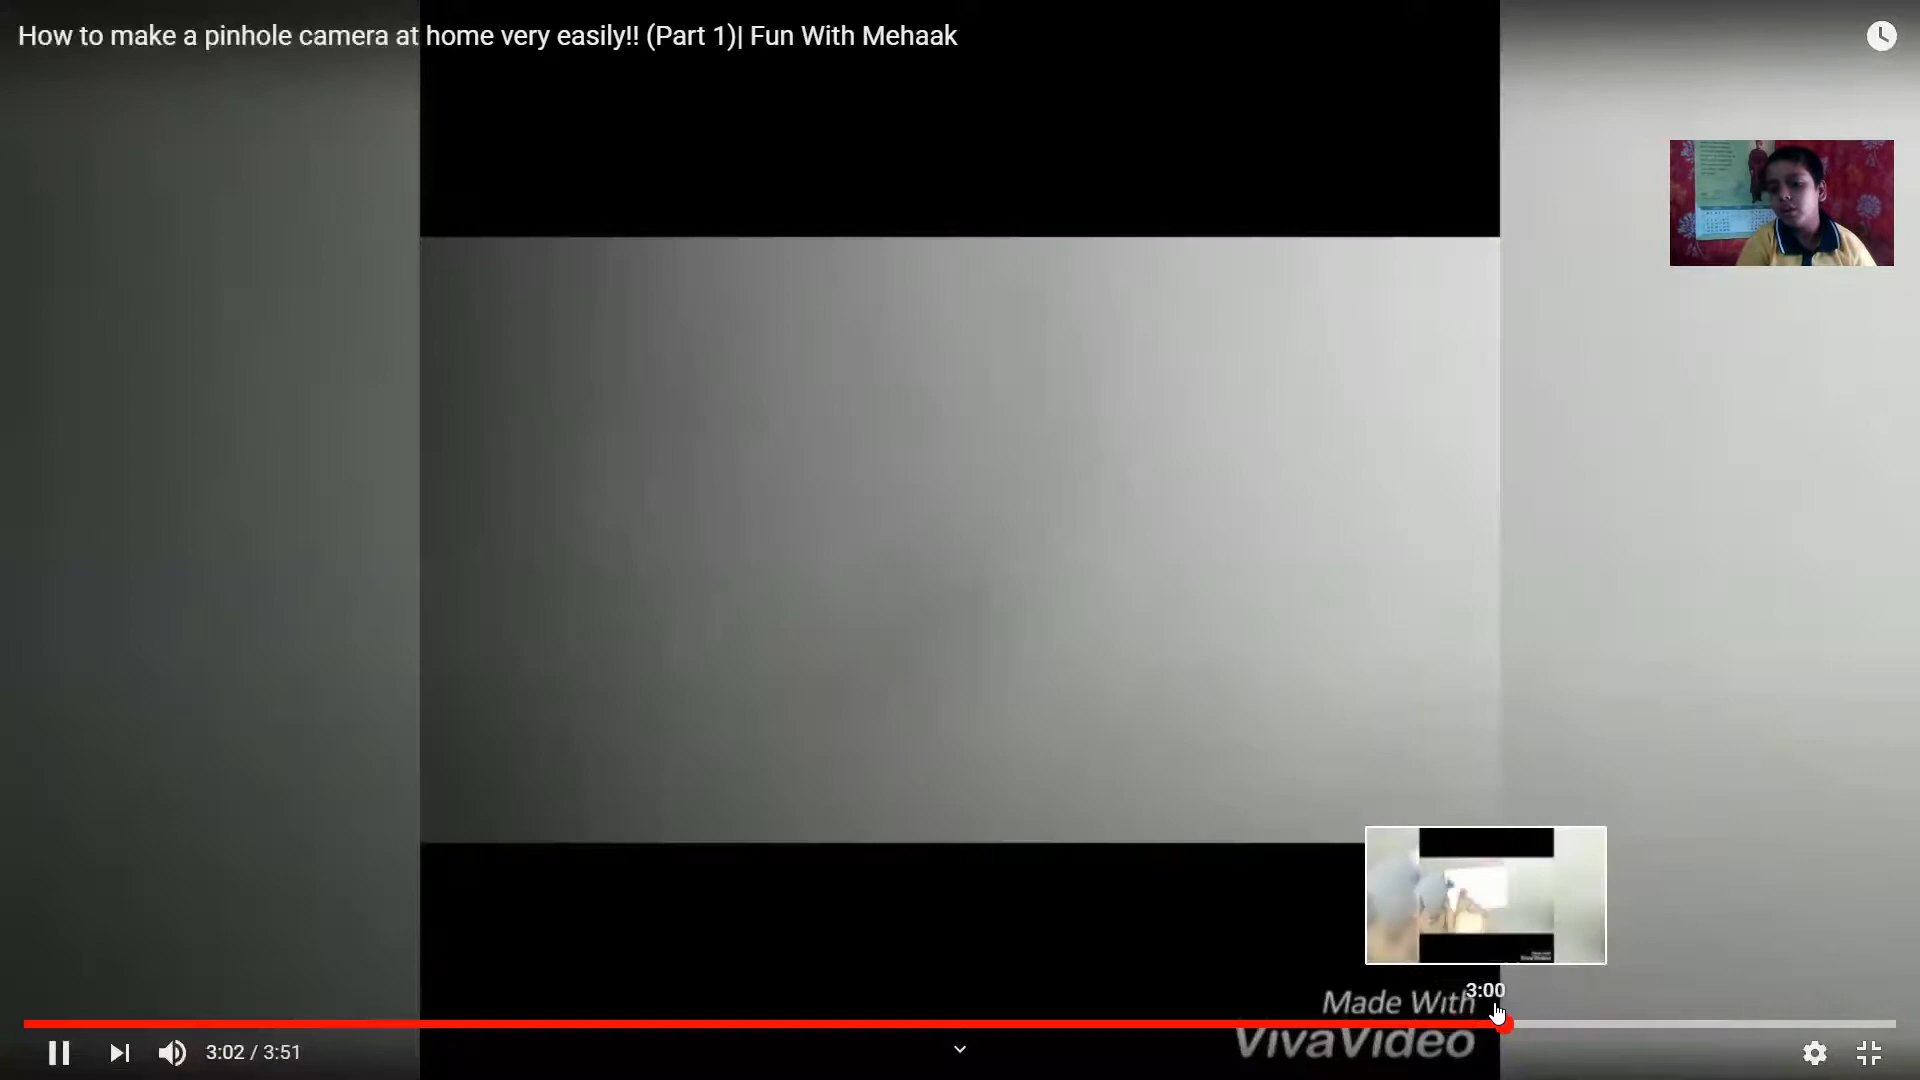 How to make a pinhole camera at home very easily!! (Part 1)| Fun With Mehaak
3:00
Made With
VivaVideo
3:02 / 3:51